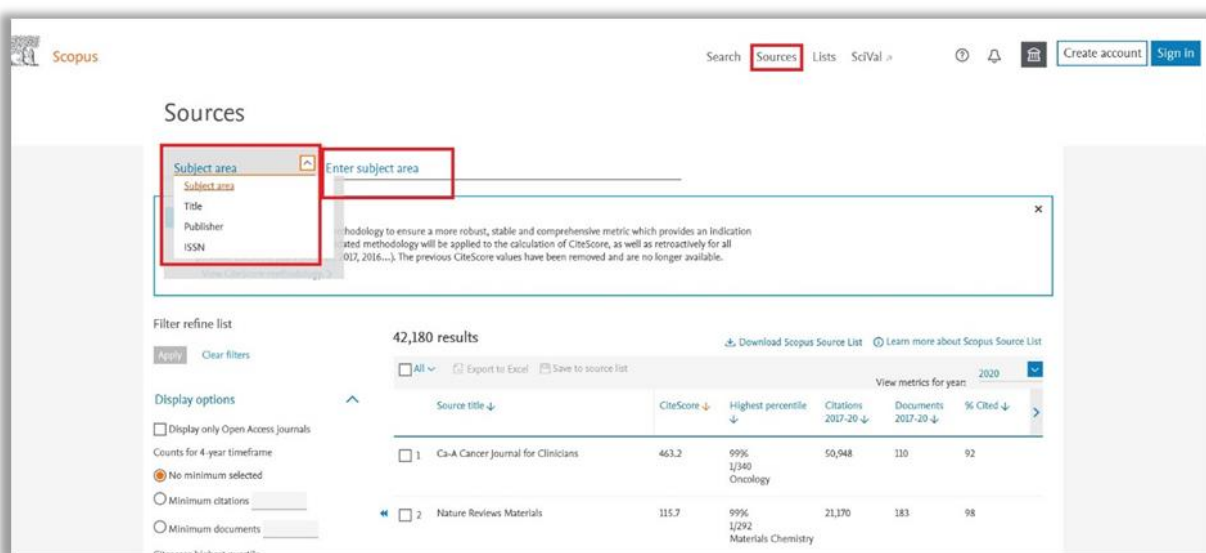 Scopus
Search Sources Lists SciVal
Create account Sign in
Sources
Subject area
Enter subject area
Subject area
Title
Publisher
ISSN
hodology to ensure a more robust, stable and comprehensive metric which provides an indication
ated methodology will be applied to the calculation of CiteScore, as well as retroactively for all
017, 2016...). The previous CiteScore values have been removed and are no longer available.
View CiteScore methodology >
Filter refine list
Apply Clear filters
42,180 results
Download Scopus Source List Learn more about Scopus Source List
All Export to Excel Save to source list
View metrics for year: 2020
Display options
Display only Open Access journals
Counts for 4-year timeframe
No minimum selected
Minimum citations
Minimum documents
Source title CiteScore Highest percentile Citations 2017-20 Documents 2017-20 % Cited
1 Ca-A Cancer Journal for Clinicians 463.2 99% 50,948 110 92
1/340
Oncology
2 Nature Reviews Materials 115.7 99% 21,170 183 98
1/292
Materials Chemistry